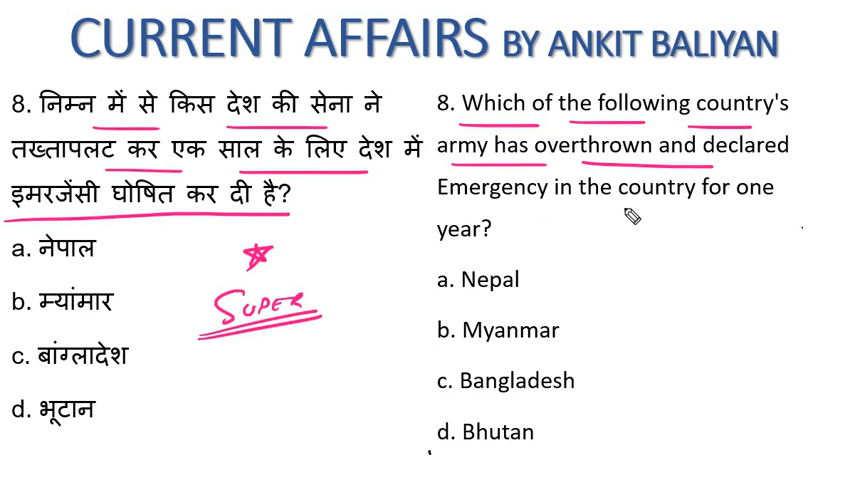 CURRENT AFFAIRS BY ANKIT BALIYAN
8. निम्न में से किस देश की सेना ने
तख्तापलट कर एक साल के लिए देश में
इमरजेंसी घोषित कर दी है?
a. नेपाल
b. म्यांमार
c. बांग्लादेश
d. भूटान
SUPER
8. Which of the following country's
army has overthrown and declared
Emergency in the country for one
year?
a. Nepal
b. Myanmar
c. Bangladesh
d. Bhutan